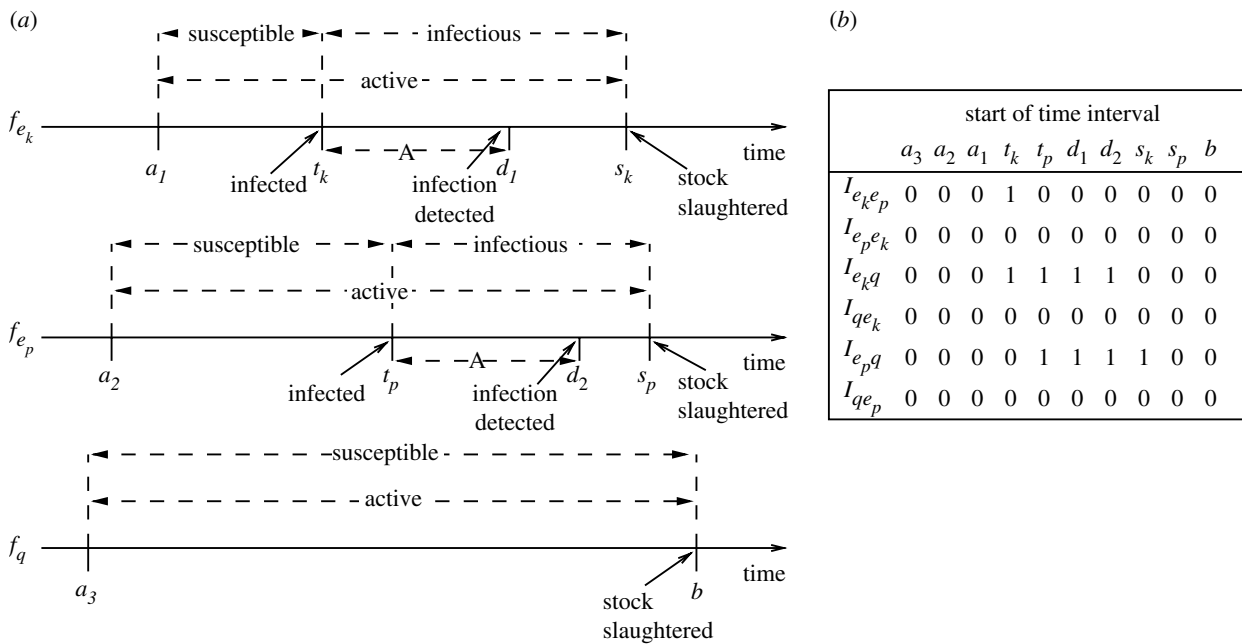 (a)
susceptible infectious
active
f_{e_k}
A time
a_1 infected t_k infection d_1 s_k stock
detected slaughtered
susceptible infectious
active
f_{e_p}
A time
a_2 infected t_p infection d_2 s_p stock
detected slaughtered
susceptible
active
f_q
time
a_3 stock b
slaughtered
(b)
start of time interval
a_3 a_2 a_1 t_k t_p d_1 d_2 s_k s_p b
I_{e_k e_p} 0 0 0 1 0 0 0 0 0 0
I_{e_p e_k} 0 0 0 0 0 0 0 0 0 0
I_{e_k q} 0 0 0 1 1 1 1 0 0 0
I_{q e_k} 0 0 0 0 0 0 0 0 0 0
I_{e_p q} 0 0 0 0 1 1 1 1 0 0
I_{q e_p} 0 0 0 0 0 0 0 0 0 0